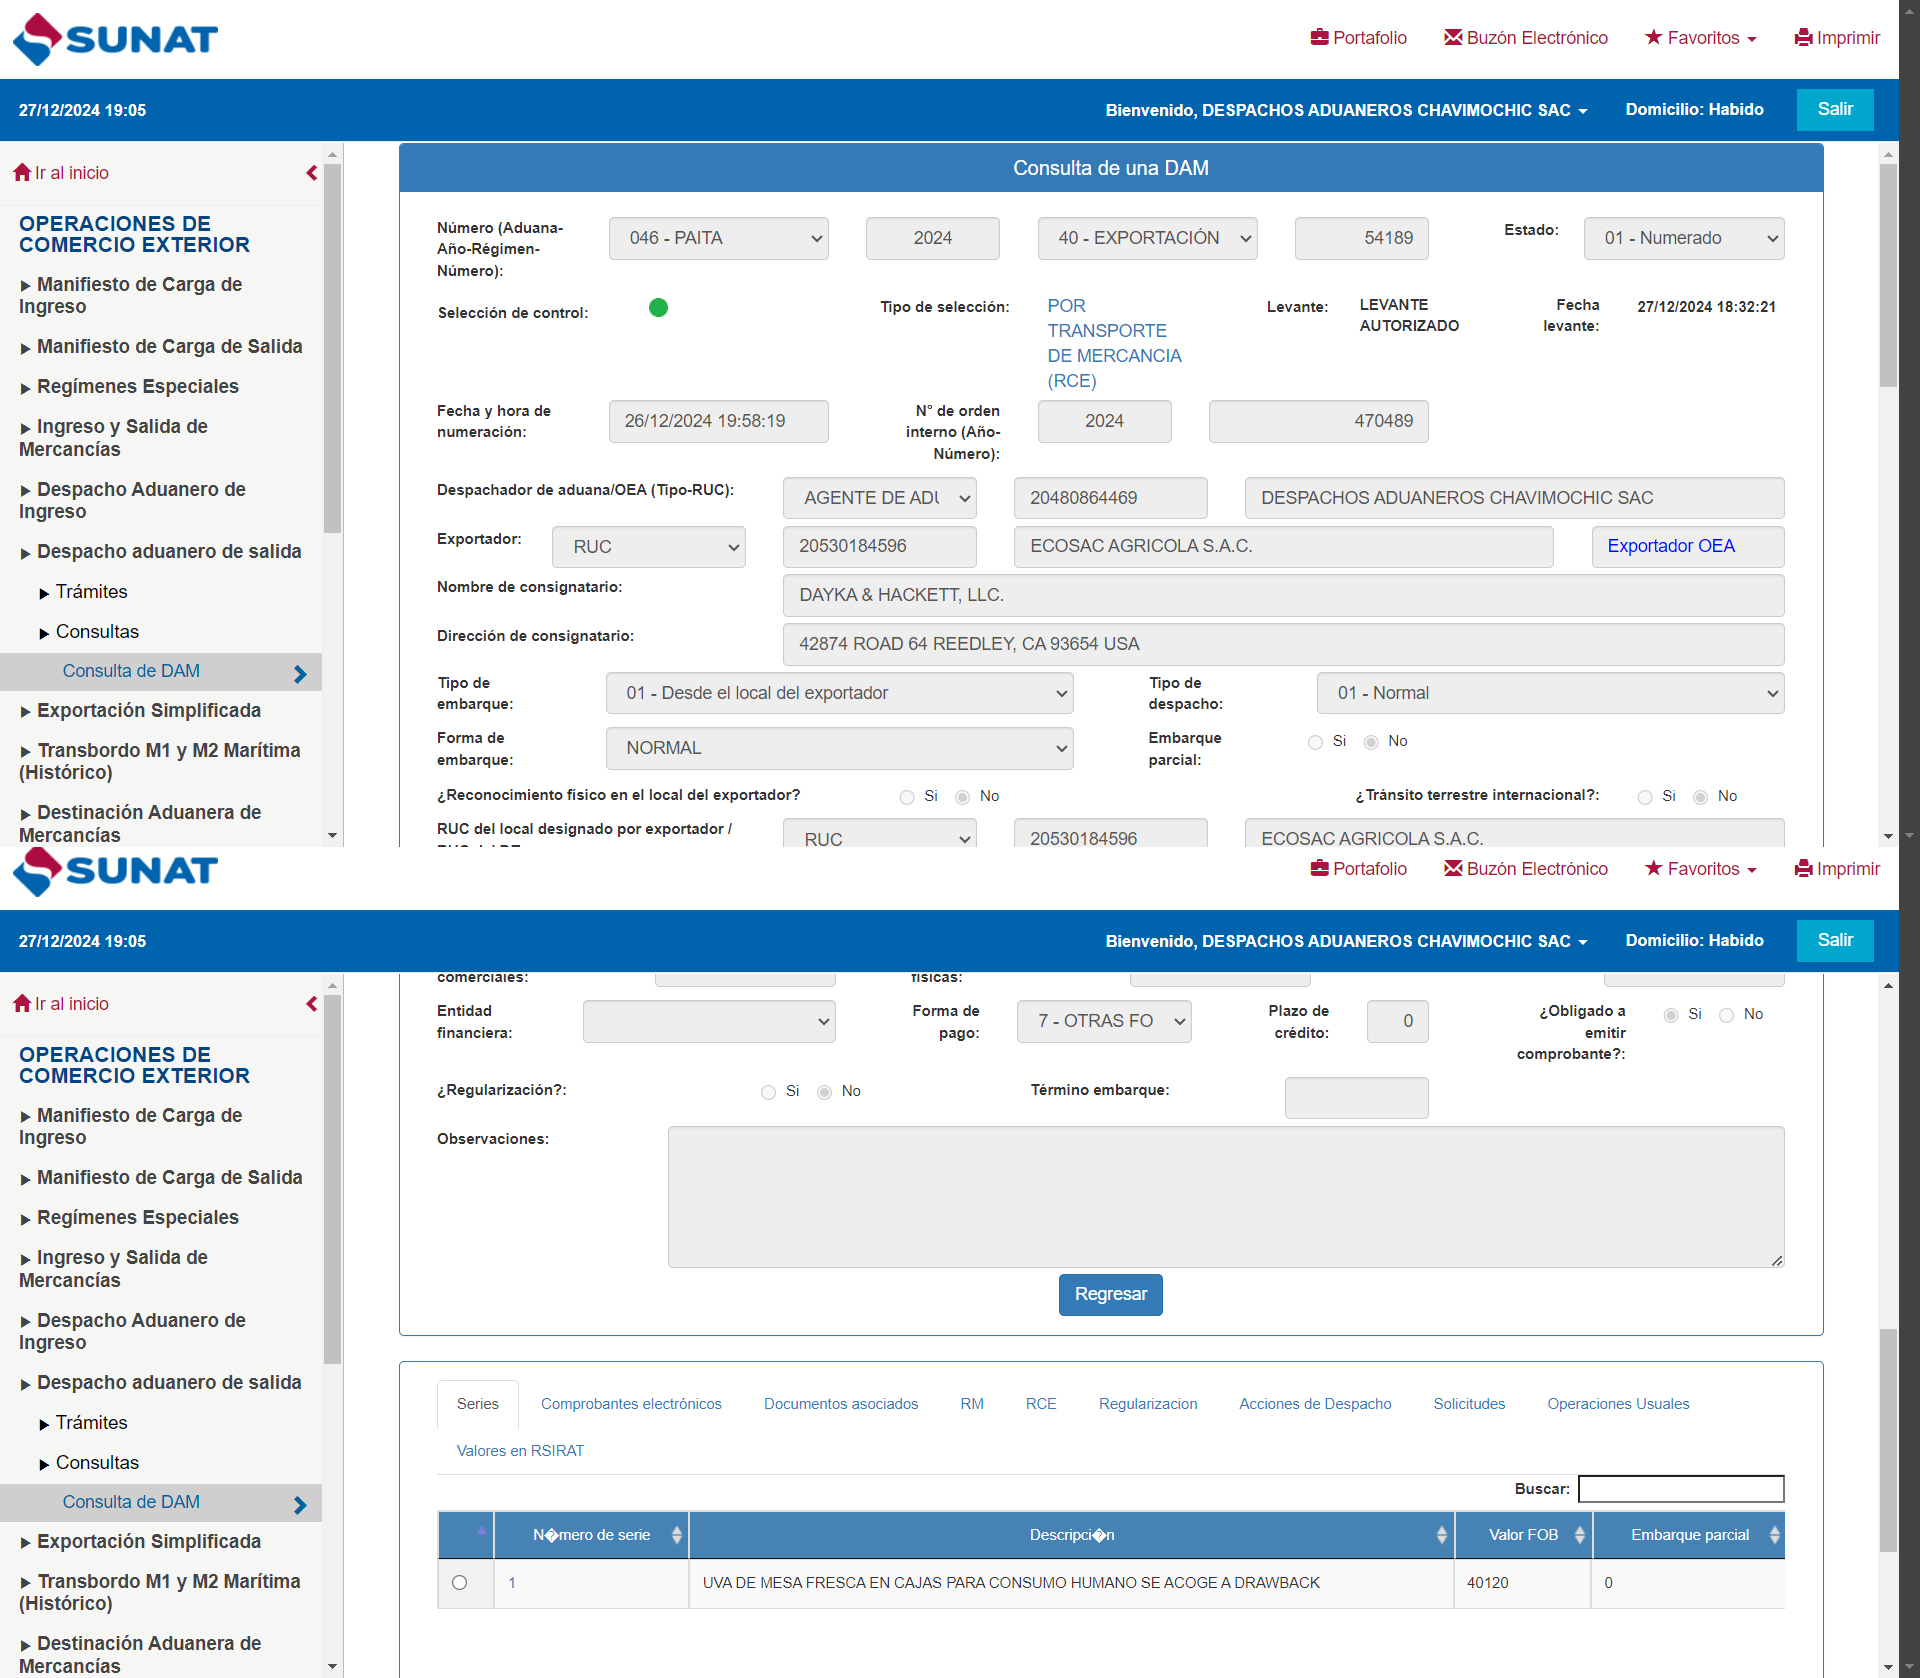 SUNAT
Portafolio Buzón Electrónico Favoritos Imprimir
27/12/2024 19:05 Bienvenido, DESPACHOS ADUANEROS CHAVIMOCHIC SAC Domicilio: Habido Salir
Ir al inicio
OPERACIONES DE
COMERCIO EXTERIOR
Manifiesto de Carga de
Ingreso
Manifiesto de Carga de Salida
Regímenes Especiales
Ingreso y Salida de
Mercancías
Despacho Aduanero de
Ingreso
Despacho aduanero de salida
Trámites
Consultas
Consulta de DAM
Exportación Simplificada
Transbordo M1 y M2 Marítima
(Histórico)
Destinación Aduanera de
Mercancías
Consulta de una DAM
Número (Aduana-
Año-Régimen-
Número):
046 - PAITA 2024 40 - EXPORTACIÓN 54189 Estado: 01 - Numerado
Selección de control: Tipo de selección:
POR
TRANSPORTE
DE MERCANCIA
(RCE)
Levante:
LEVANTE
AUTORIZADO
Fecha
levante:
27/12/2024 18:32:21
Fecha y hora de
numeración:
26/12/2024 19:58:19
N° de orden
interno (Año-
Número):
2024 470489
Despachador de aduana/OEA (Tipo-RUC): AGENTE DE ADU 20480864469 DESPACHOS ADUANEROS CHAVIMOCHIC SAC
Exportador: RUC 20530184596 ECOSAC AGRICOLA S.A.C. Exportador OEA
Nombre de consignatario: DAYKA & HACKETT, LLC.
Dirección de consignatario: 42874 ROAD 64 REEDLEY, CA 93654 USA
Tipo de
embarque:
01 - Desde el local del exportador
Tipo de
despacho:
01 - Normal
Forma de
embarque:
NORMAL
Embarque
parcial:
Si No
¿Reconocimiento físico en el local del exportador? Si No ¿Tránsito terrestre internacional?: Si No
RUC del local designado por exportador /
RUC 20530184596 ECOSAC AGRICOLA S.A.C.
SUNAT
Portafolio Buzón Electrónico Favoritos Imprimir
27/12/2024 19:05 Bienvenido, DESPACHOS ADUANEROS CHAVIMOCHIC SAC Domicilio: Habido Salir
Ir al inicio
OPERACIONES DE
COMERCIO EXTERIOR
Manifiesto de Carga de
Ingreso
Manifiesto de Carga de Salida
Regímenes Especiales
Ingreso y Salida de
Mercancías
Despacho Aduanero de
Ingreso
Despacho aduanero de salida
Trámites
Consultas
Consulta de DAM
Exportación Simplificada
Transbordo M1 y M2 Marítima
(Histórico)
Destinación Aduanera de
Mercancías
comerciales: físicas:
Entidad
financiera:
Forma de
pago:
7 - OTRAS FO
Plazo de
crédito:
0
¿Obligado a
emitir
comprobante?:
Si No
¿Regularización?: Si No Término embarque:
Observaciones:
Regresar
Series Comprobantes electrónicos Documentos asociados RM RCE Regularizacion Acciones de Despacho Solicitudes Operaciones Usuales
Valores en RSIRAT
Buscar:
N�mero de serie Descripci�n Valor FOB Embarque parcial
1 UVA DE MESA FRESCA EN CAJAS PARA CONSUMO HUMANO SE ACOGE A DRAWBACK 40120 0